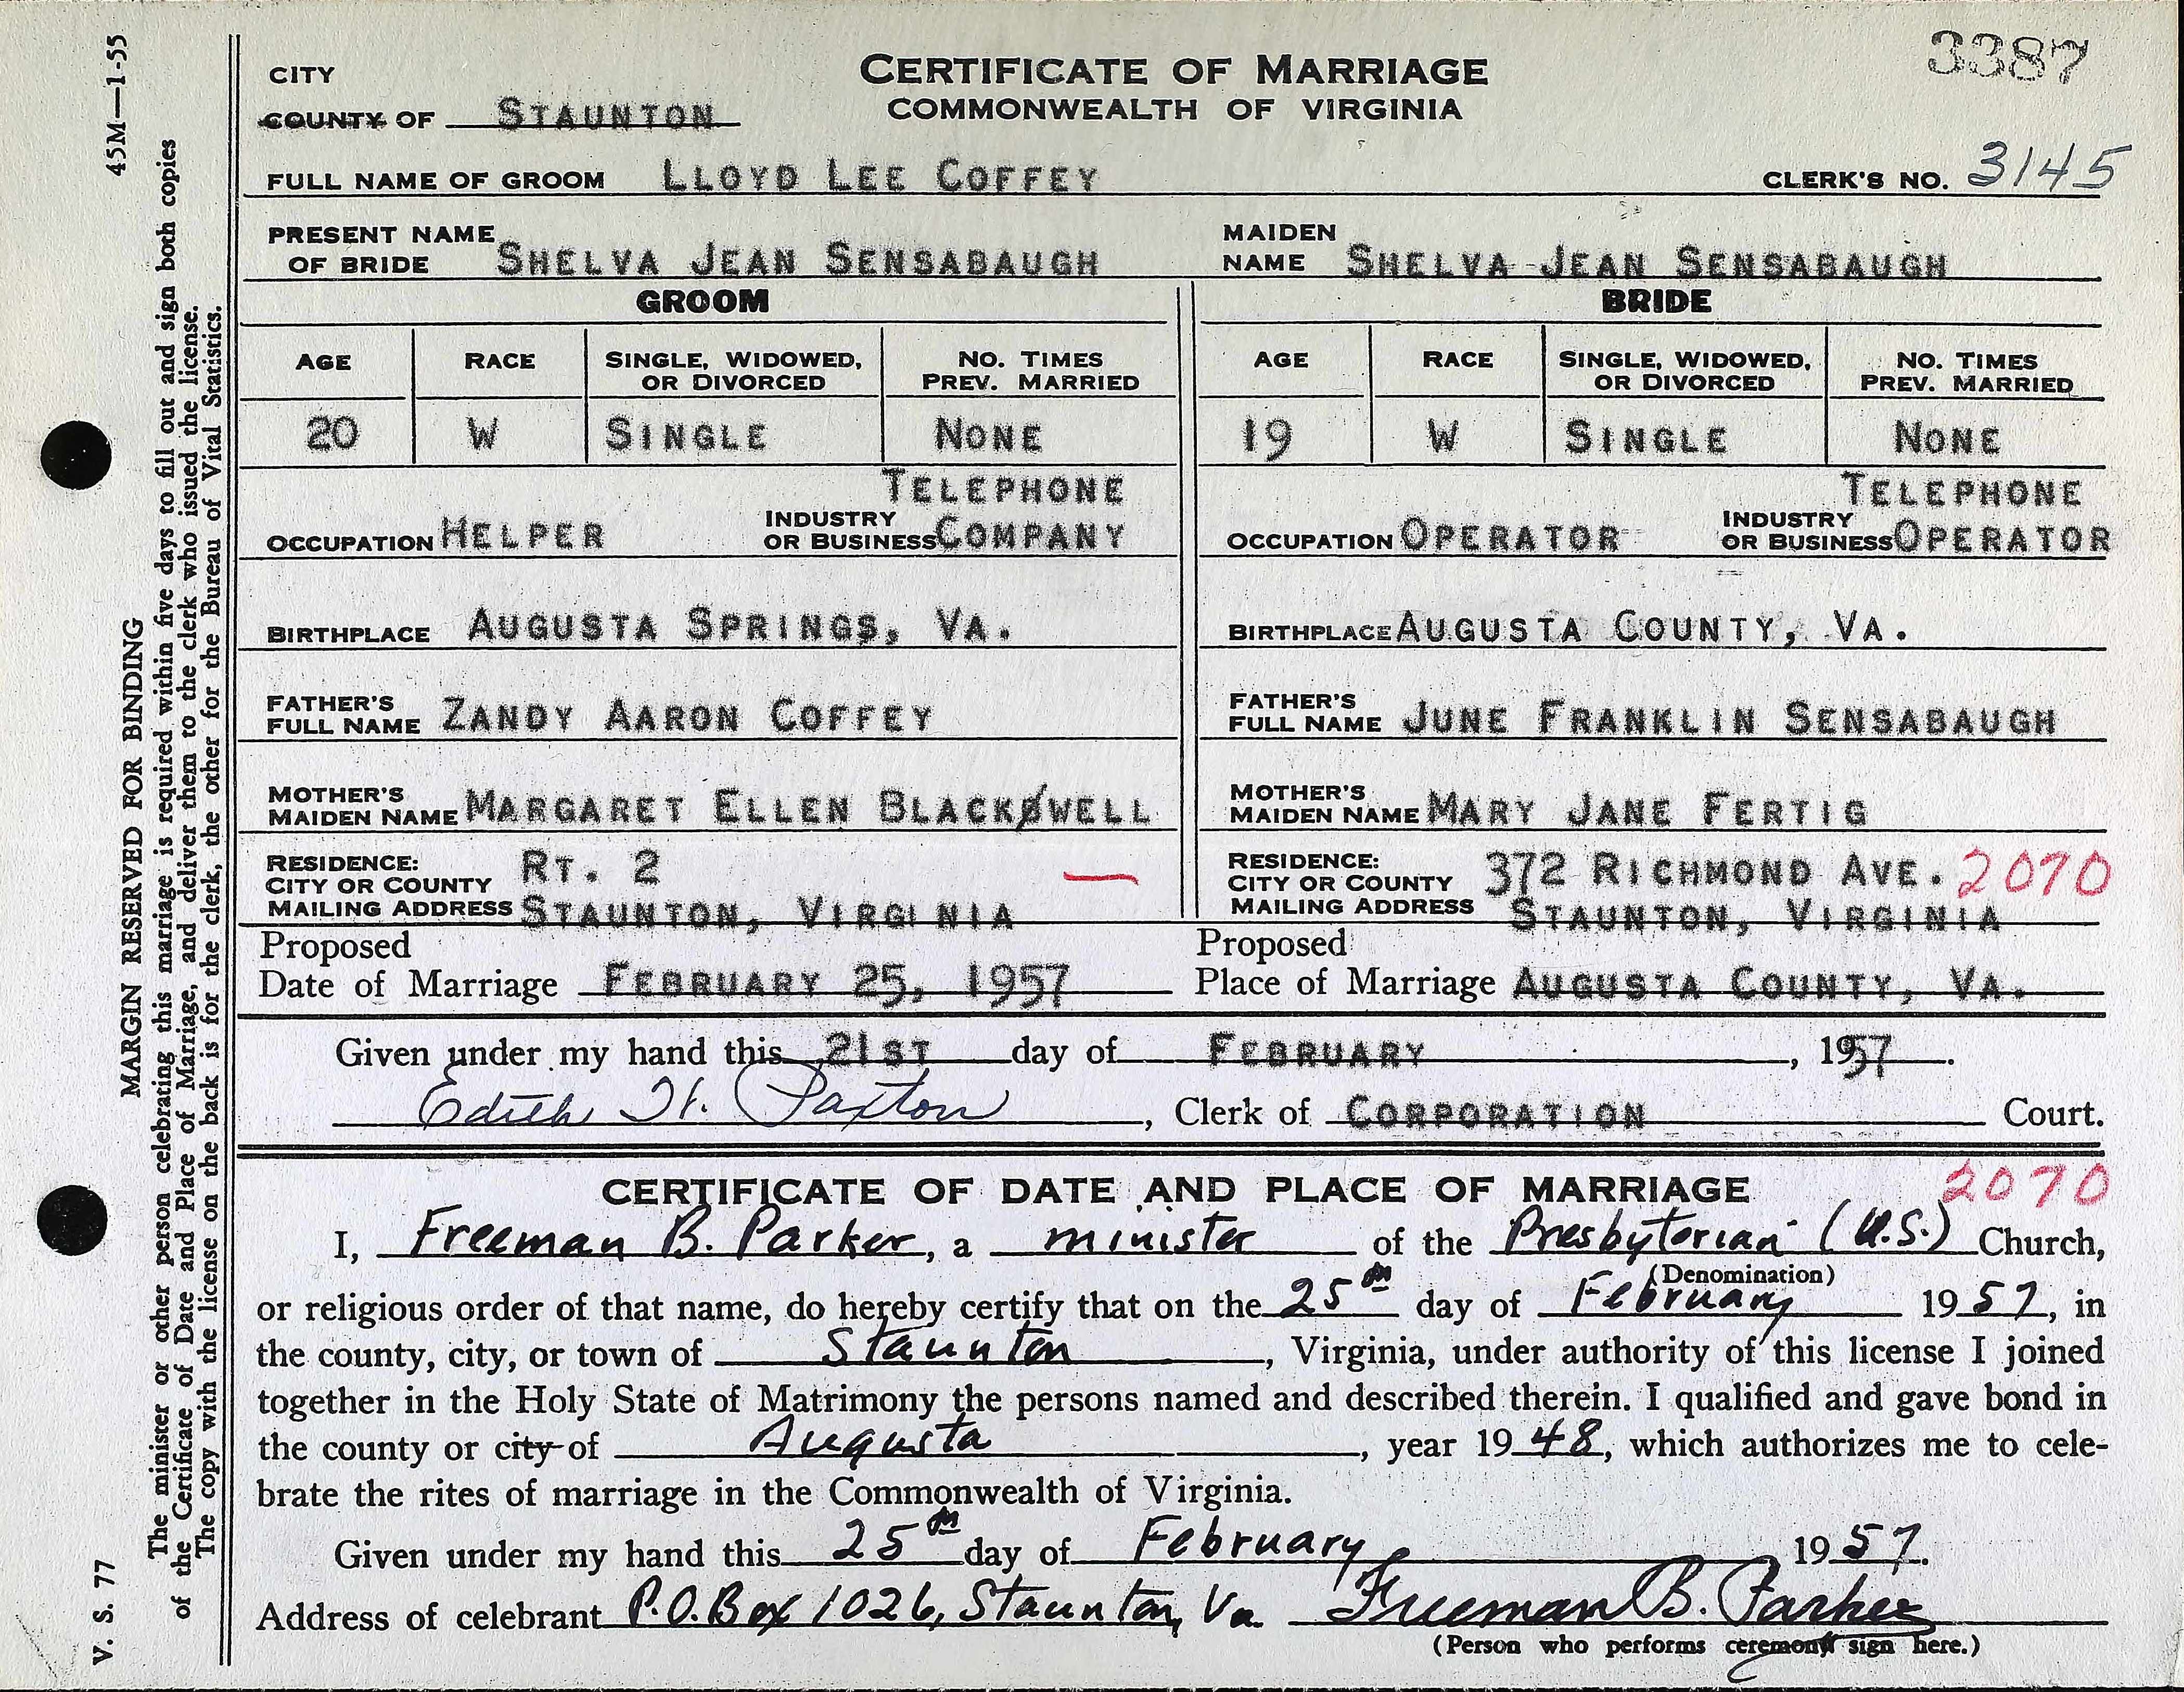 45M—1-55
MARGIN RESERVED FOR BINDING
The minister or other person celebrating this marriage is required within five days to fill out and sign both copies
of the Certificate of Date and Place of Marriage, and deliver them to the clerk who issued the license.
The copy with the license on the back is for the clerk, the other for the Bureau of Vital Statistics.
V. S. 77
3387
CITY
COUNTY OF STAUNTON
CERTIFICATE OF MARRIAGE
COMMONWEALTH OF VIRGINIA
FULL NAME OF GROOM LLOYD LEE COFFEY CLERK'S NO. 3145
PRESENT NAME
OF BRIDE SHELVA JEAN SENSABAUGH
MAIDEN
NAME SHELVA JEAN SENSABAUGH
GROOM
AGE RACE SINGLE, WIDOWED, OR DIVORCED NO. TIMES PREV. MARRIED
20 W SINGLE NONE
TELEPHONE
OCCUPATION HELPER INDUSTRY OR BUSINESS COMPANY
BIRTHPLACE AUGUSTA SPRINGS, VA.
FATHER'S
FULL NAME ZANDY AARON COFFEY
MOTHER'S
MAIDEN NAME MARGARET ELLEN BLACKBWELL
RESIDENCE: RT. 2
CITY OR COUNTY
MAILING ADDRESS STAUNTON, VIRGINIA
BRIDE
AGE RACE SINGLE, WIDOWED, OR DIVORCED NO. TIMES PREV. MARRIED
19 W SINGLE NONE
TELEPHONE
OCCUPATION OPERATOR INDUSTRY OR BUSINESS OPERATOR
BIRTHPLACE AUGUSTA COUNTY, VA.
FATHER'S
FULL NAME JUNE FRANKLIN SENSABAUGH
MOTHER'S
MAIDEN NAME MARY JANE FERTIG
RESIDENCE:
CITY OR COUNTY 372 RICHMOND AVE. 2070
MAILING ADDRESS STAUNTON, VIRGINIA
Proposed
Date of Marriage FEBRUARY 25, 1957
Proposed
Place of Marriage AUGUSTA COUNTY, VA.
Given under my hand this 21ST day of FEBRUARY, 1957.
Edith H. Paxton, Clerk of CORPORATION Court.
CERTIFICATE OF DATE AND PLACE OF MARRIAGE 2070
I, Freeman B. Parker, a minister of the Presbyterian (U.S.) Church,
(Denomination)
or religious order of that name, do hereby certify that on the 25th day of February 1957, in
the county, city, or town of Staunton, Virginia, under authority of this license I joined
together in the Holy State of Matrimony the persons named and described therein. I qualified and gave bond in
the county or city of Augusta, year 1948, which authorizes me to cele-
brate the rites of marriage in the Commonwealth of Virginia.
Given under my hand this 25th day of February 1957.
Address of celebrant P.O. Box 1026, Staunton, Va. Freeman B. Parker
(Person who performs ceremony sign here.)